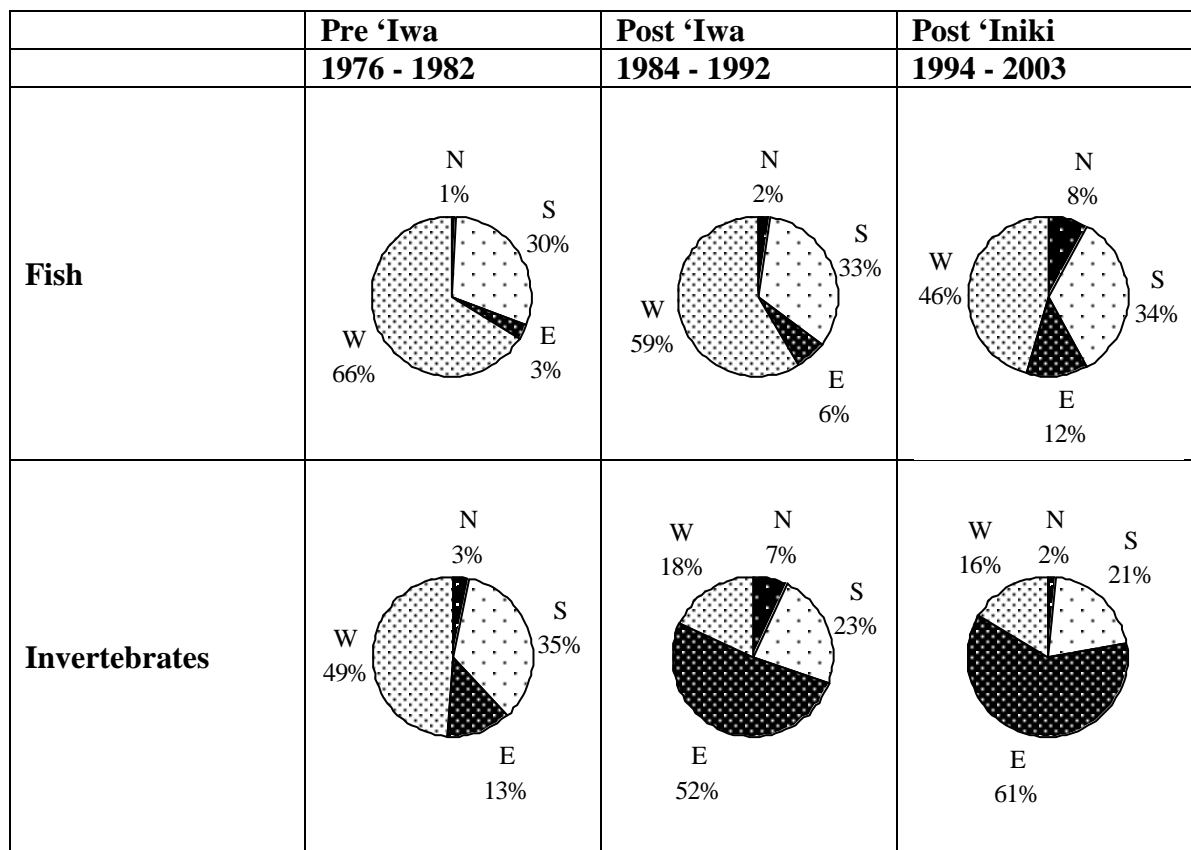 Pre ‘Iwa Post ‘Iwa Post ‘Iniki
1976 - 1982 1984 - 1992 1994 - 2003
Fish
N
1%
S
30%
E
3%
W
66%
N
2%
S
33%
E
6%
W
59%
N
8%
S
34%
E
12%
W
46%
Invertebrates
N
3%
S
35%
E
13%
W
49%
N
7%
S
23%
E
52%
W
18%
N
2%
S
21%
E
61%
W
16%